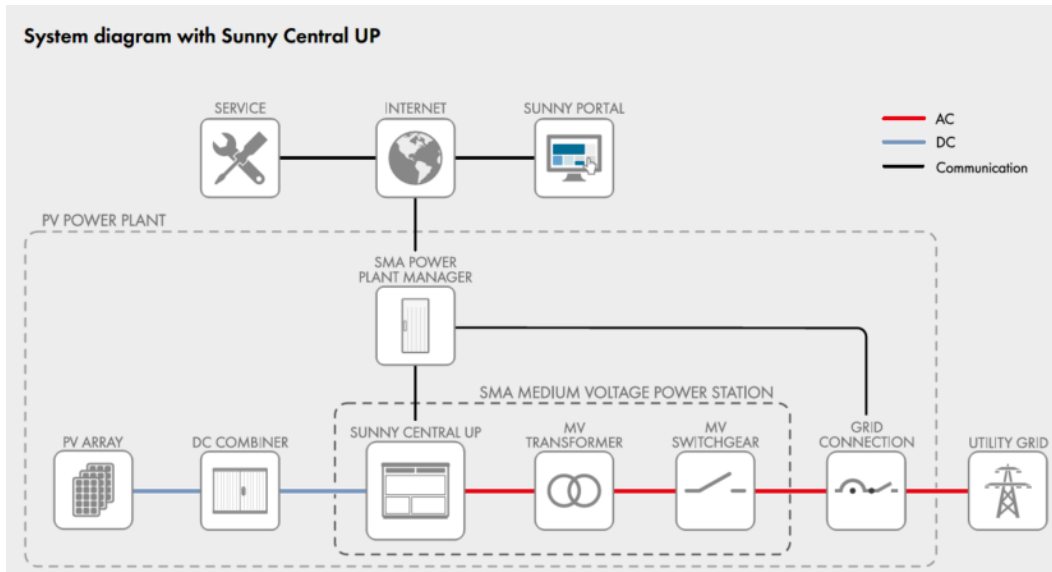 System diagram with Sunny Central UP
SERVICE
INTERNET
SUNNY PORTAL
AC
DC
Communication
PV POWER PLANT
SMA POWER
PLANT MANAGER
SMA MEDIUM VOLTAGE POWER STATION
PV ARRAY
DC COMBINER
SUNNY CENTRAL UP
MV
TRANSFORMER
MV
SWITCHGEAR
GRID
CONNECTION
UTILITY GRID